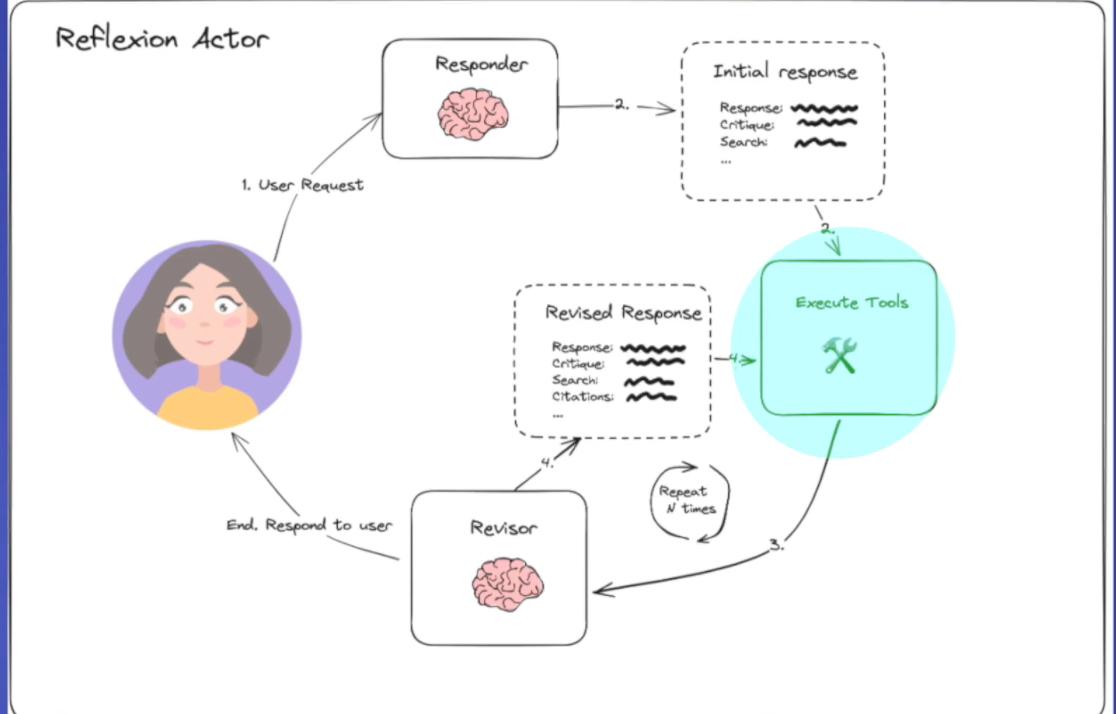 Reflexion Actor
Responder
2.
Initial response
Response:
Critique:
Search:
...
1. User Request
2.
Execute Tools
Revised Response
Response:
Critique:
Search:
Citations:
...
4.
4.
Repeat
N times
End. Respond to user
Revisor
3.